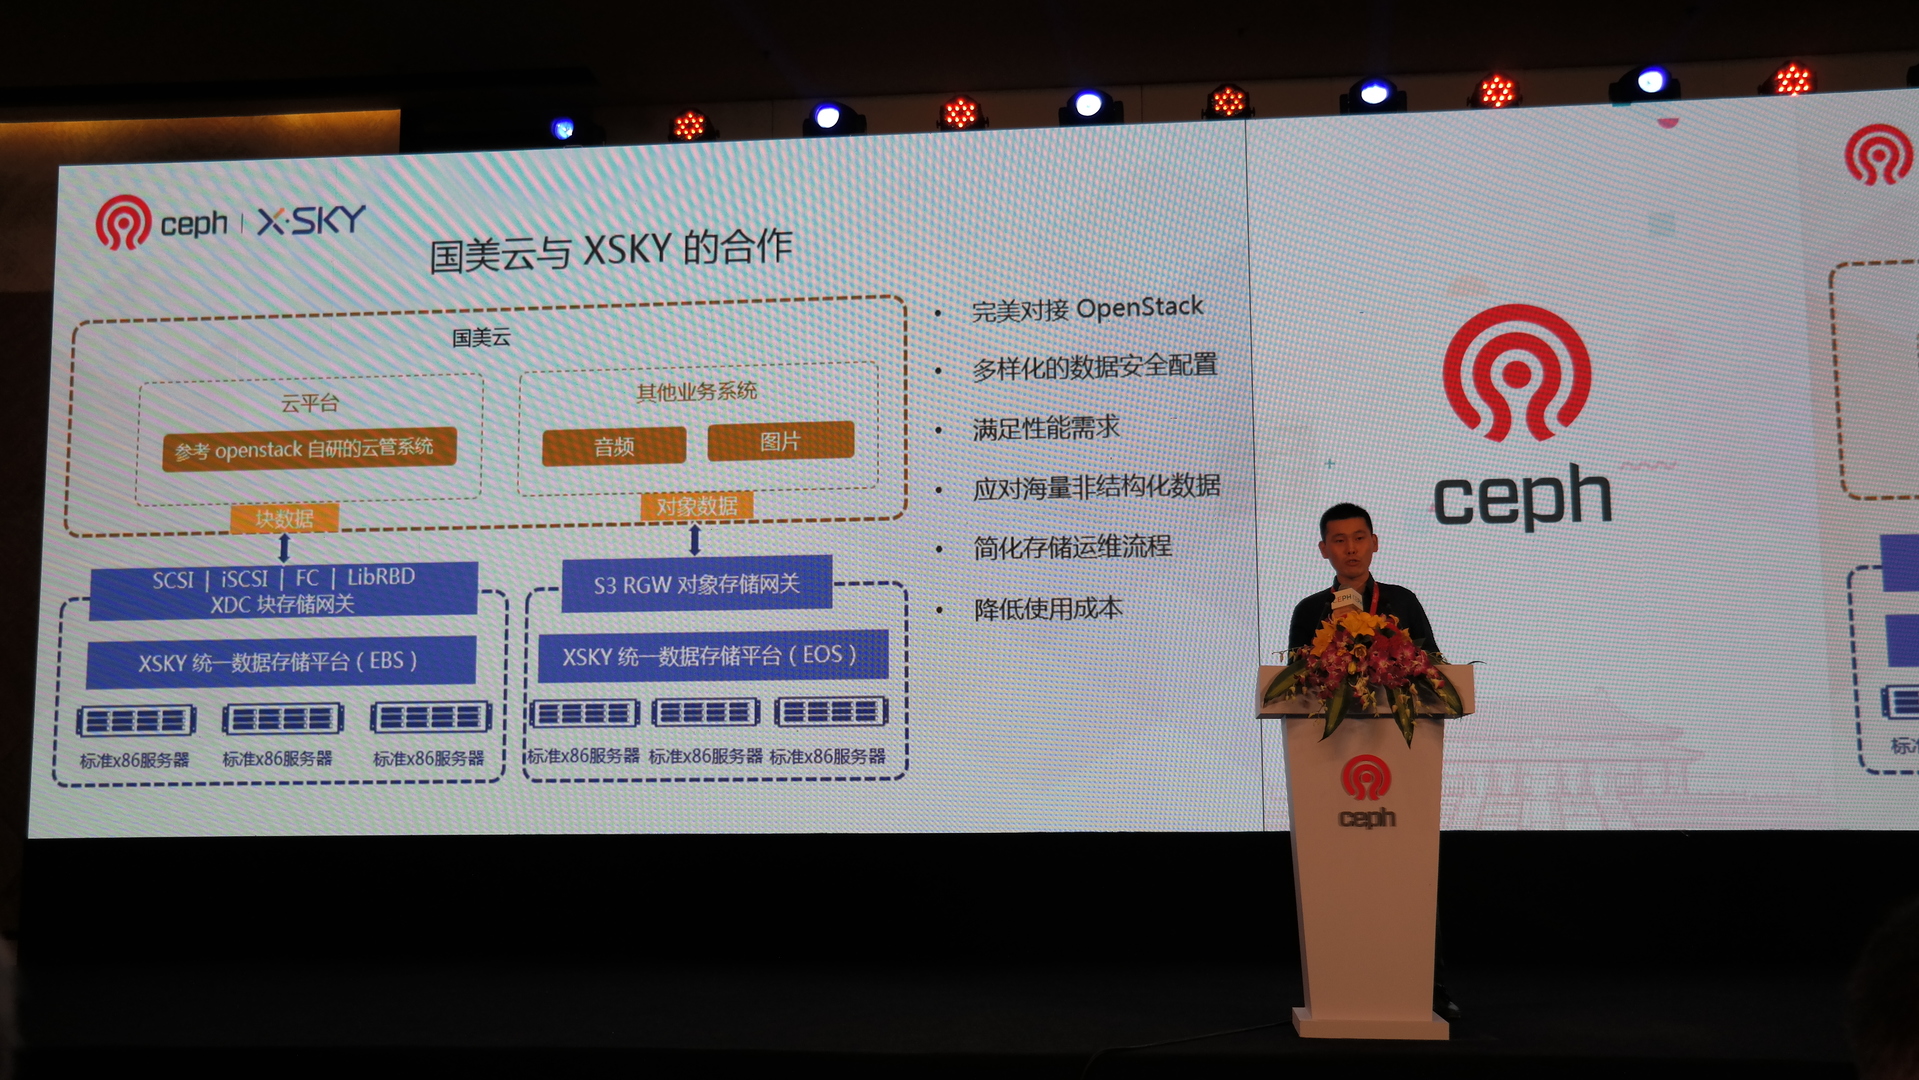 ceph | X·SKY
国美云与 XSKY 的合作
国美云
云平台
参考 openstack 自研的云管系统
其他业务系统
音频
图片
块数据
对象数据
SCSI | iSCSI | FC | LibRBD
XDC 块存储网关
XSKY 统一数据存储平台（EBS）
标准x86服务器
标准x86服务器
标准x86服务器
S3 RGW 对象存储网关
XSKY 统一数据存储平台（EOS）
标准x86服务器
标准x86服务器
标准x86服务器
• 完美对接 OpenStack
• 多样化的数据安全配置
• 满足性能需求
• 应对海量非结构化数据
• 简化存储运维流程
• 降低使用成本
ceph
CEPH
ceph
标准